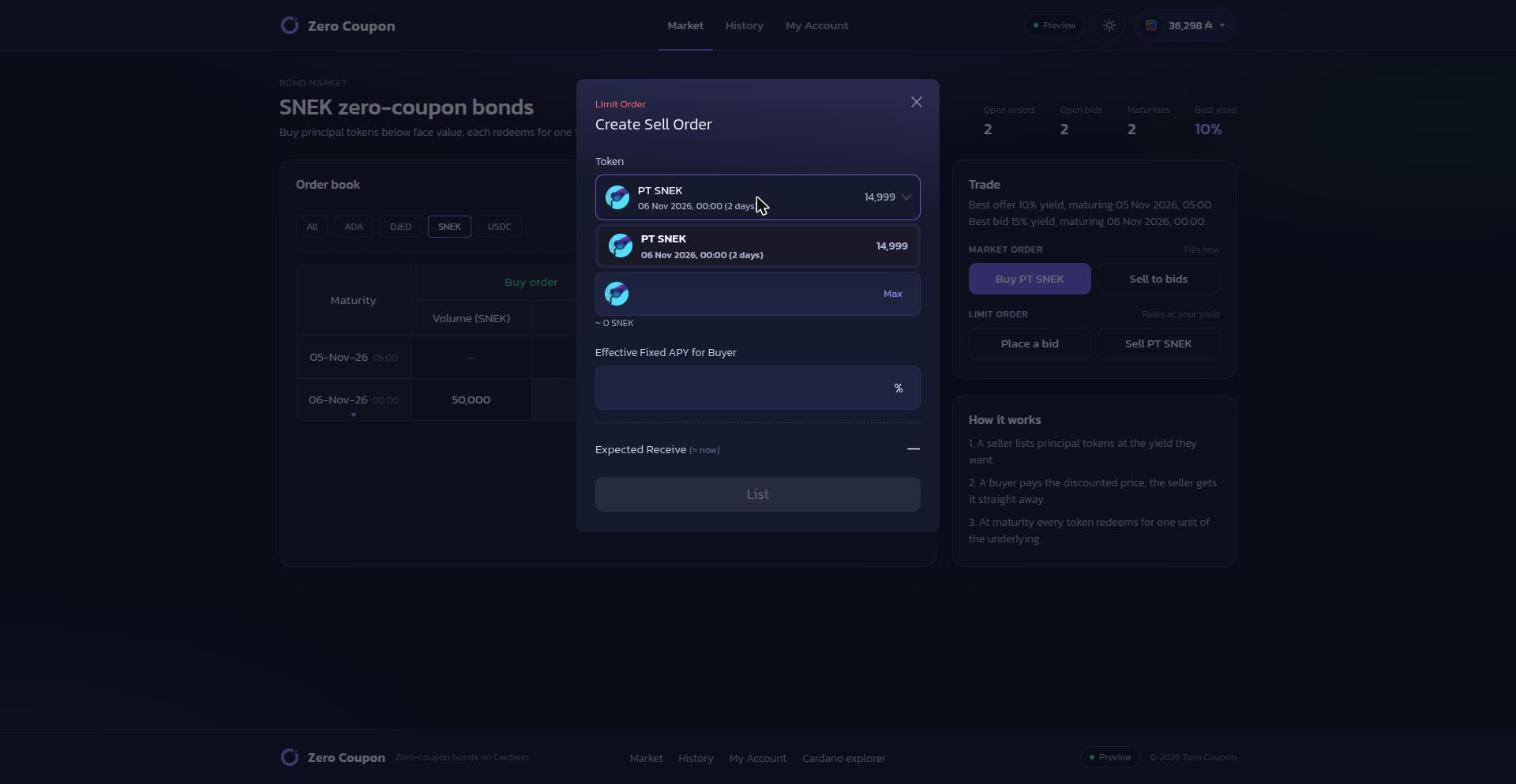 Zero Coupon
Market
History
My Account
Preview
36,298 ₳
BOND MARKET
SNEK zero-coupon bonds
Buy principal tokens below face value; each redeems for one
Open orders
2
Open bids
2
Maturities
2
Best yield
10%
Order book
All
ADA
DJED
SNEK
USDC
Maturity
Buy order
Volume (SNEK)
05-Nov-26 05:00
—
06-Nov-26 00:00
50,000
Limit Order
Create Sell Order
Token
PT SNEK
06 Nov 2026, 00:00 (2 days
14,999
PT SNEK
06 Nov 2026, 00:00 (2 days)
14,999
Max
~ 0 SNEK
Effective Fixed APY for Buyer
%
Expected Receive (≈ now)
—
List
Trade
Best offer 10% yield, maturing 05 Nov 2026, 05:00.
Best bid 15% yield, maturing 06 Nov 2026, 00:00.
MARKET ORDER
Fills now
Buy PT SNEK
Sell to bids
LIMIT ORDER
Rests at your yield
Place a bid
Sell PT SNEK
How it works
1. A seller lists principal tokens at the yield they
want.
2. A buyer pays the discounted price; the seller gets
it straight away.
3. At maturity every token redeems for one unit of
the underlying.
Zero Coupon
Zero-coupon bonds on Cardano
Market
History
My Account
Cardano explorer
Preview
© 2026 Zero Coupon